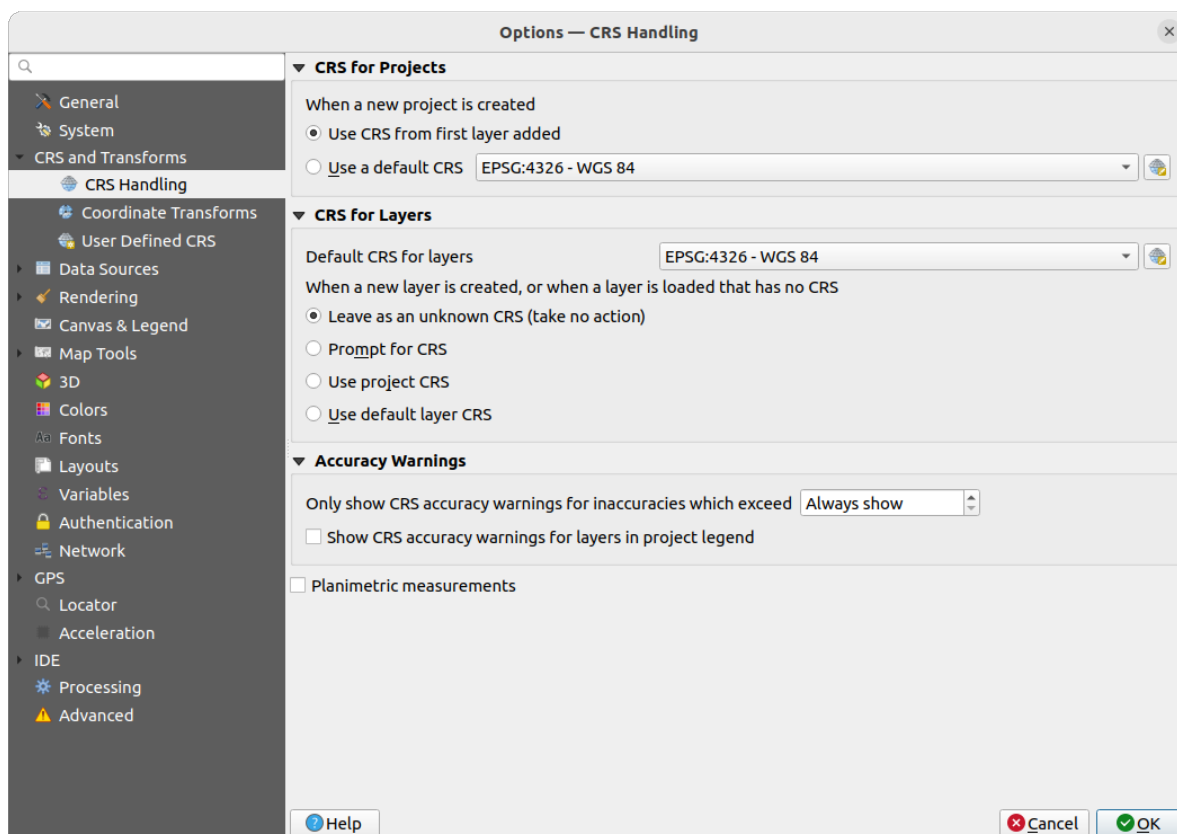 Options — CRS Handling
General
System
CRS and Transforms
CRS Handling
Coordinate Transforms
User Defined CRS
Data Sources
Rendering
Canvas & Legend
Map Tools
3D
Colors
Fonts
Layouts
Variables
Authentication
Network
GPS
Locator
Acceleration
IDE
Processing
Advanced
CRS for Projects
When a new project is created
Use CRS from first layer added
Use a default CRS EPSG:4326 - WGS 84
CRS for Layers
Default CRS for layers EPSG:4326 - WGS 84
When a new layer is created, or when a layer is loaded that has no CRS
Leave as an unknown CRS (take no action)
Prompt for CRS
Use project CRS
Use default layer CRS
Accuracy Warnings
Only show CRS accuracy warnings for inaccuracies which exceed Always show
Show CRS accuracy warnings for layers in project legend
Planimetric measurements
Help Cancel OK